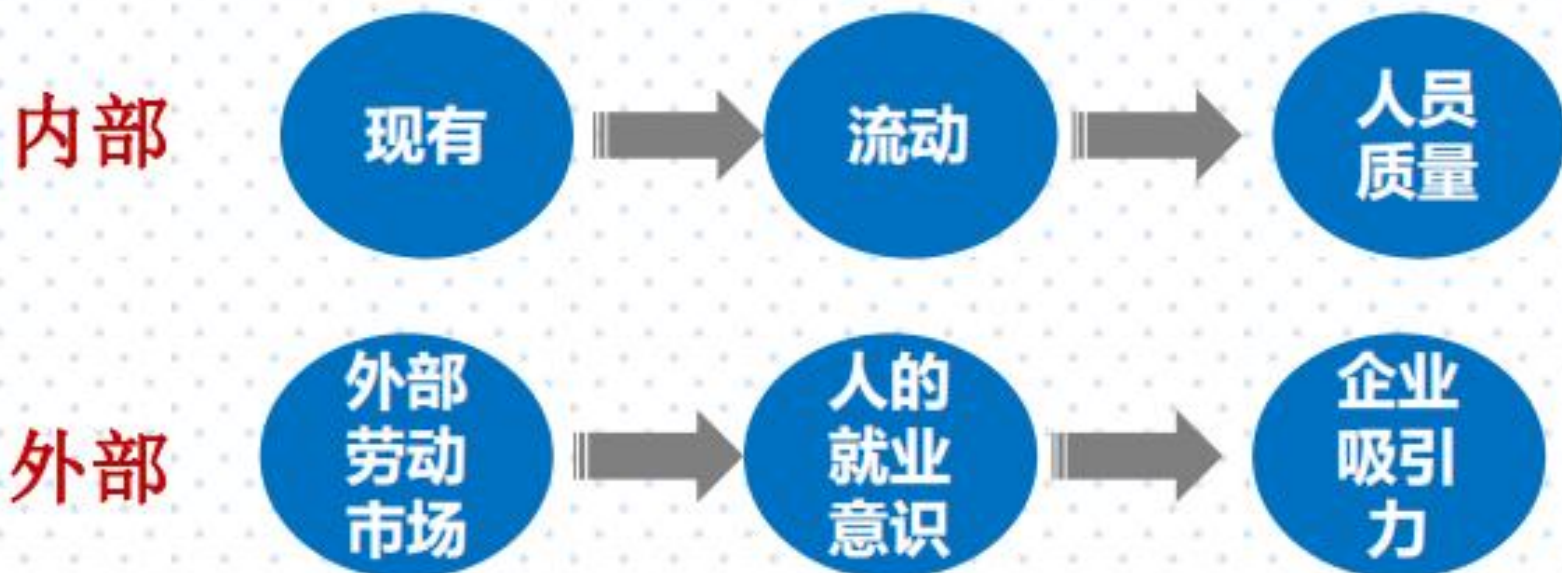 内部
现有
流动
人员
质量
外部
外部
劳动
市场
人的
就业
意识
企业
吸引
力